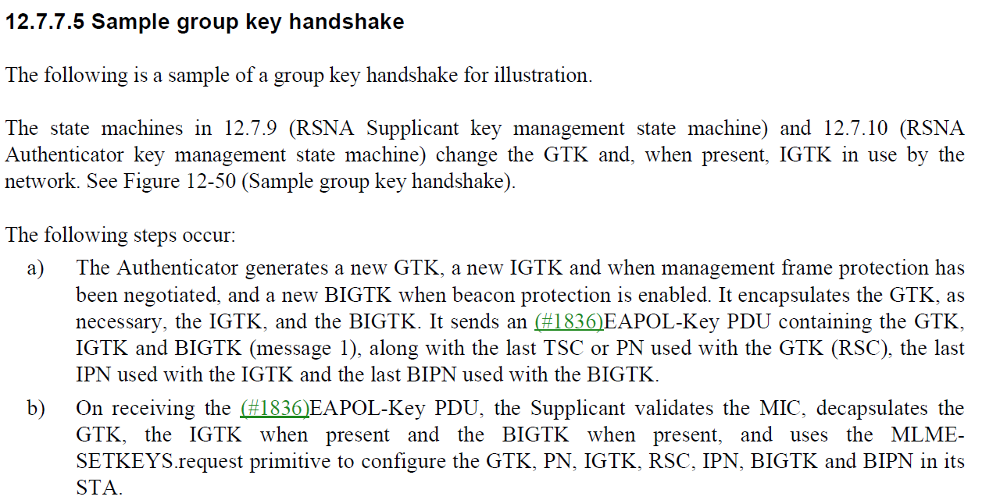 12.7.7.5 Sample group key handshake
The following is a sample of a group key handshake for illustration.
The state machines in 12.7.9 (RSNA Supplicant key management state machine) and 12.7.10 (RSNA
Authenticator key management state machine) change the GTK and, when present, IGTK in use by the
network. See Figure 12-50 (Sample group key handshake).
The following steps occur:
a) The Authenticator generates a new GTK, a new IGTK and when management frame protection has
been negotiated, and a new BIGTK when beacon protection is enabled. It encapsulates the GTK, as
necessary, the IGTK, and the BIGTK. It sends an (#1836)EAPOL-Key PDU containing the GTK,
IGTK and BIGTK (message 1), along with the last TSC or PN used with the GTK (RSC), the last
IPN used with the IGTK and the last BIPN used with the BIGTK.
b) On receiving the (#1836)EAPOL-Key PDU, the Supplicant validates the MIC, decapsulates the
GTK, the IGTK when present and the BIGTK when present, and uses the MLME-
SETKEYS.request primitive to configure the GTK, PN, IGTK, RSC, IPN, BIGTK and BIPN in its
STA.